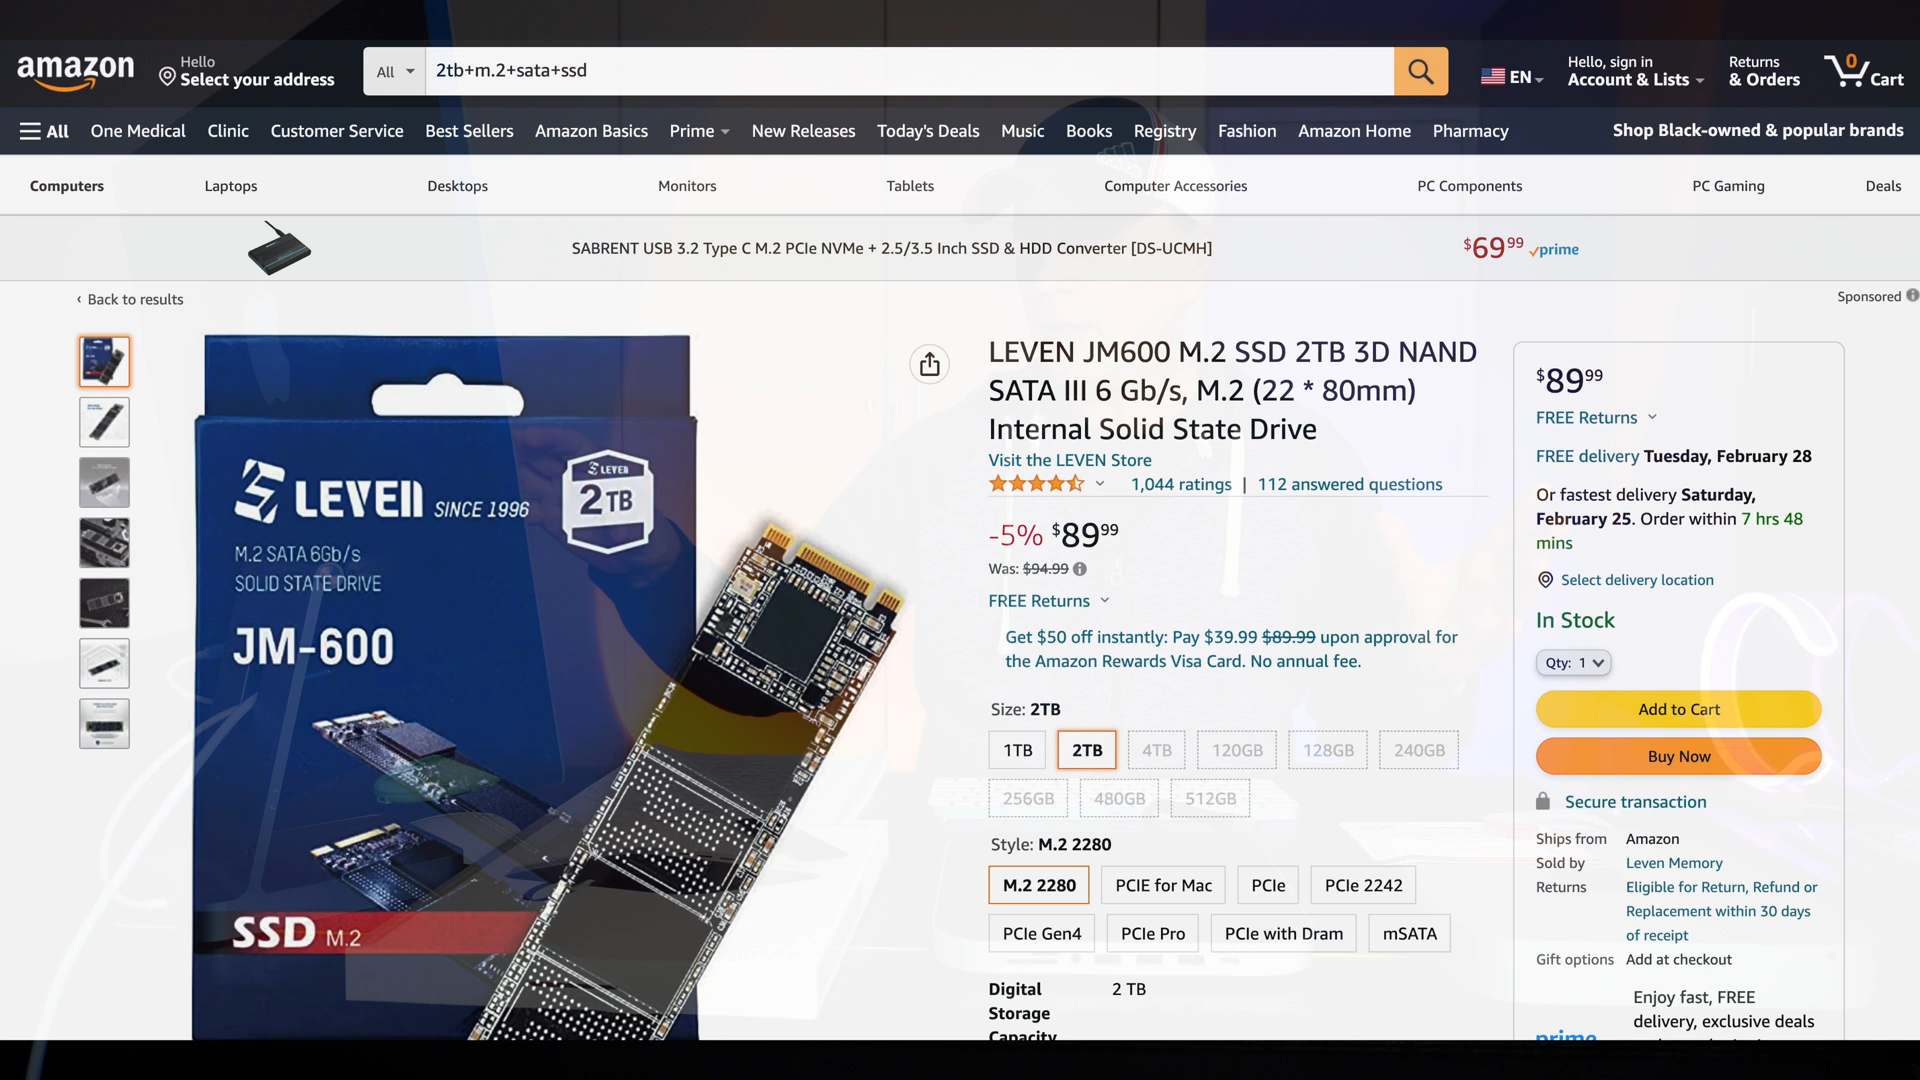 amazon
Hello
Select your address
All
2tb+m.2+sata+ssd
EN
Hello, sign in
Account & Lists
Returns
& Orders
0
Cart
All
One Medical
Clinic
Customer Service
Best Sellers
Amazon Basics
Prime
New Releases
Today's Deals
Music
Books
Registry
Fashion
Amazon Home
Pharmacy
Shop Black-owned & popular brands
Computers
Laptops
Desktops
Monitors
Tablets
Computer Accessories
PC Components
PC Gaming
Deals
SABRENT USB 3.2 Type C M.2 PCIe NVMe + 2.5/3.5 Inch SSD & HDD Converter [DS-UCMH]
$69 99
prime
‹ Back to results
Sponsored
LEVEN SINCE 1996
LEVEN
2TB
M.2 SATA 6Gb/s
SOLID STATE DRIVE
JM-600
SSD M.2
LEVEN JM600 M.2 SSD 2TB 3D NAND
SATA III 6 Gb/s, M.2 (22 * 80mm)
Internal Solid State Drive
Visit the LEVEN Store
1,044 ratings | 112 answered questions
-5% $89 99
Was: $94.99
FREE Returns
Get $50 off instantly: Pay $39.99 $89.99 upon approval for
the Amazon Rewards Visa Card. No annual fee.
Size: 2TB
1TB
2TB
4TB
120GB
128GB
240GB
256GB
480GB
512GB
Style: M.2 2280
M.2 2280
PCIE for Mac
PCIe
PCIe 2242
PCIe Gen4
PCIe Pro
PCIe with Dram
mSATA
Digital
Storage
Capacity
2 TB
$89 99
FREE Returns
FREE delivery Tuesday, February 28
Or fastest delivery Saturday,
February 25. Order within 7 hrs 48
mins
Select delivery location
In Stock
Qty: 1
Add to Cart
Buy Now
Secure transaction
Ships from Amazon
Sold by Leven Memory
Returns Eligible for Return, Refund or
Replacement within 30 days
of receipt
Gift options Add at checkout
Enjoy fast, FREE
delivery, exclusive deals
prime